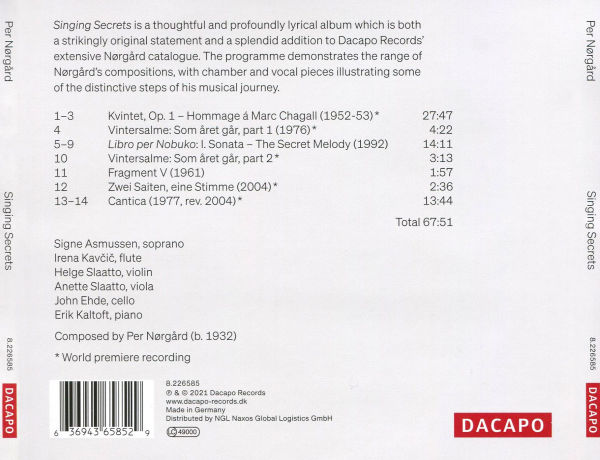 Per Nørgård
Singing Secrets
8.226585
DACAPO
Singing Secrets is a thoughtful and profoundly lyrical album which is both
a strikingly original statement and a splendid addition to Dacapo Records'
extensive Nørgård catalogue. The programme demonstrates the range of
Nørgård's compositions, with chamber and vocal pieces illustrating some
of the distinctive steps of his musical journey.
1–3 Kvintet, Op. 1 – Hommage á Marc Chagall (1952-53)* 27:47
4 Vintersalme: Som året går, part 1 (1976)* 4:22
5–9 Libro per Nobuko: I. Sonata – The Secret Melody (1992) 14:11
10 Vintersalme: Som året går, part 2* 3:13
11 Fragment V (1961) 1:57
12 Zwei Saiten, eine Stimme (2004)* 2:36
13–14 Cantica (1977, rev. 2004)* 13:44
Total 67:51
Signe Asmussen, soprano
Irena Kavčič, flute
Helge Slaatto, violin
Anette Slaatto, viola
John Ehde, cello
Erik Kaltoft, piano
Composed by Per Nørgård (b. 1932)
* World premiere recording
6 36943 65852 9
8.226585
℗ & © 2021 Dacapo Records
www.dacapo-records.dk
Made in Germany
Distributed by NGL Naxos Global Logistics GmbH
LC 49000
DACAPO
Per Nørgård
Singing Secrets
8.226585
DACAPO